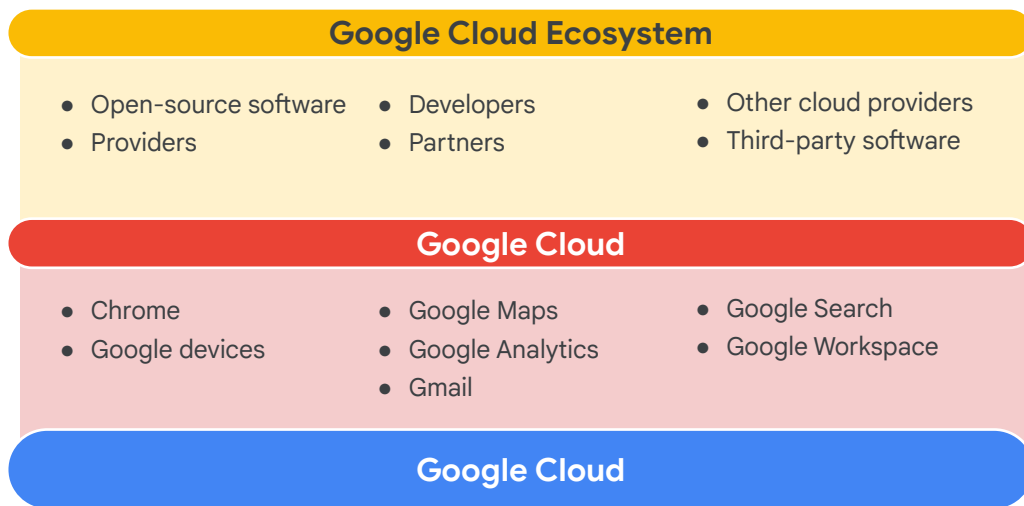 Google Cloud Ecosystem
● Open-source software
● Providers
● Developers
● Partners
● Other cloud providers
● Third-party software
Google Cloud
● Chrome
● Google devices
● Google Maps
● Google Analytics
● Gmail
● Google Search
● Google Workspace
Google Cloud